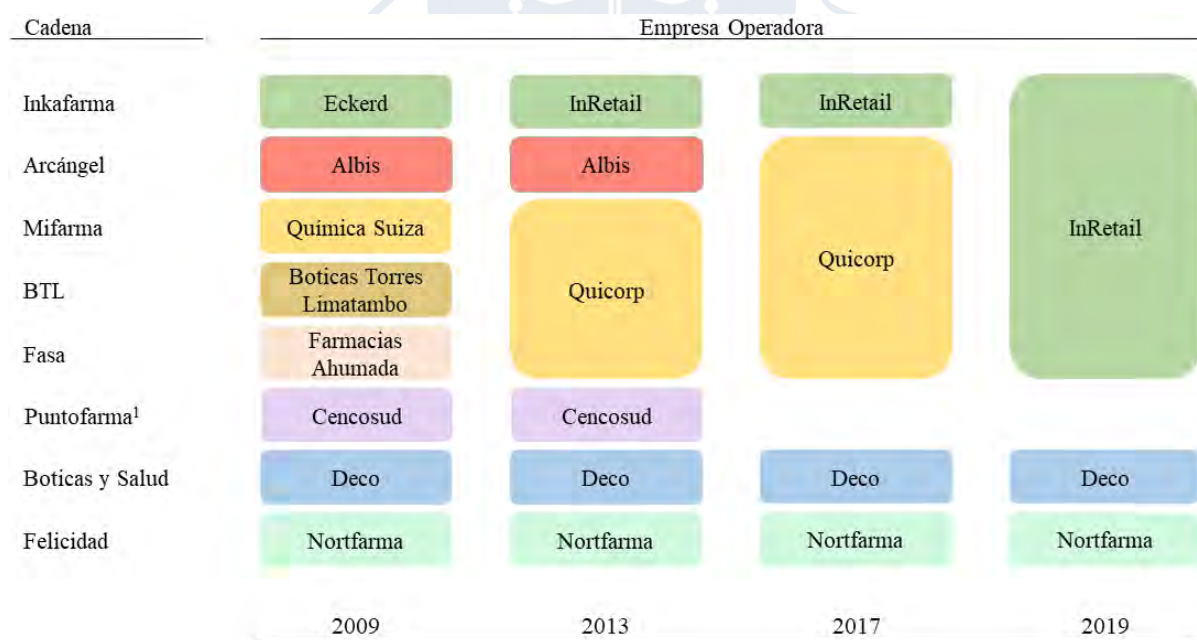 Cadena Empresa Operadora
Inkafarma Eckerd InRetail InRetail
Arcángel Albis Albis
Mifarma Química Suiza InRetail
Quicorp
BTL Boticas Torres
Limatambo Quicorp
Fasa Farmacias
Ahumada
Puntofarma¹ Cencosud Cencosud
Boticas y Salud Deco Deco Deco Deco
Felicidad Nortfarma Nortfarma Nortfarma Nortfarma
2009 2013 2017 2019